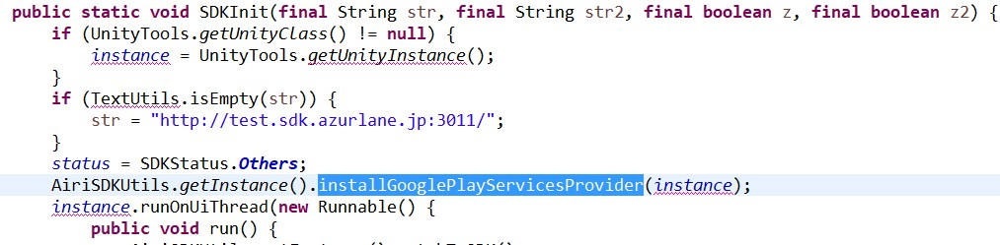 public static void SDKInit(final String str, final String str2, final boolean z, final boolean z2) {
if (UnityTools.getUnityClass() != null) {
instance = UnityTools.getUnityInstance();
}
if (TextUtils.isEmpty(str)) {
str = "http://test.sdk.azurlane.jp:3011/";
}
status = SDKStatus.Others;
AiriSDKUtils.getInstance().installGooglePlayServicesProvider(instance);
instance.runOnUiThread(new Runnable() {
public void run() {